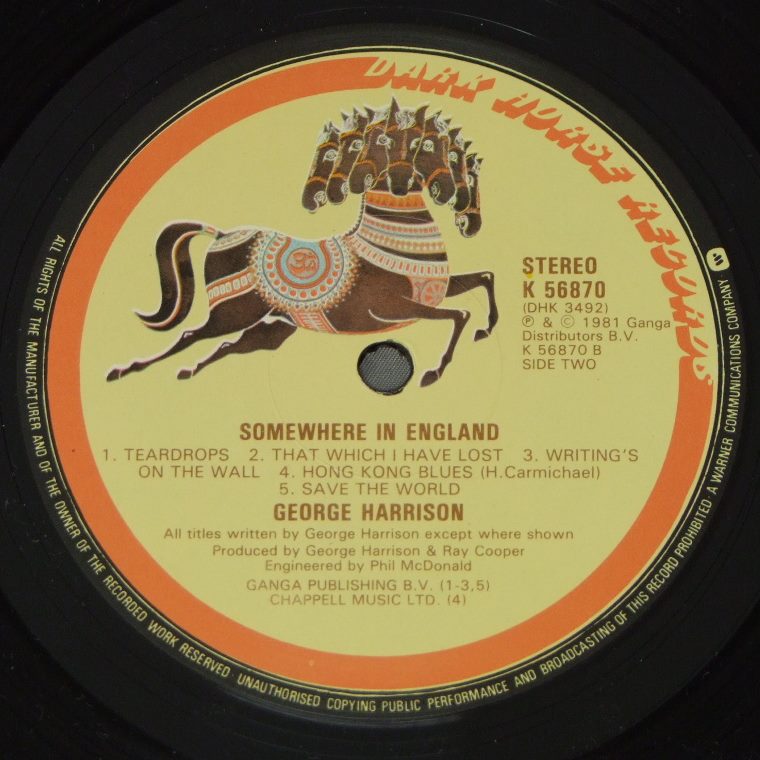 DARK HORSE RECORDS
STEREO
K 56870
(DHK 3492)
℗ & © 1981 Ganga
Distributors B.V.
K 56870 B
SIDE TWO
SOMEWHERE IN ENGLAND
1. TEARDROPS 2. THAT WHICH I HAVE LOST 3. WRITING'S
ON THE WALL 4. HONG KONG BLUES (H.Carmichael)
5. SAVE THE WORLD
GEORGE HARRISON
All titles written by George Harrison except where shown
Produced by George Harrison & Ray Cooper
Engineered by Phil McDonald
GANGA PUBLISHING B.V. (1-3,5)
CHAPPELL MUSIC LTD. (4)
ALL RIGHTS OF THE MANUFACTURER AND OF THE OWNER OF THE RECORDED WORK RESERVED · UNAUTHORISED COPYING PUBLIC PERFORMANCE AND BROADCASTING OF THIS RECORD PROHIBITED · A WARNER COMMUNICATIONS COMPANY